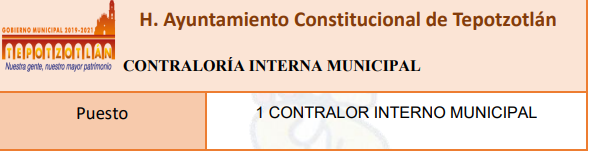 GOBIERNO MUNICIPAL 2019-2021
TEPOTZOTLAN
Nuestra gente, nuestro mayor patrimonio
H. Ayuntamiento Constitucional de Tepotzotlán
CONTRALORÍA INTERNA MUNICIPAL
Puesto
1 CONTRALOR INTERNO MUNICIPAL